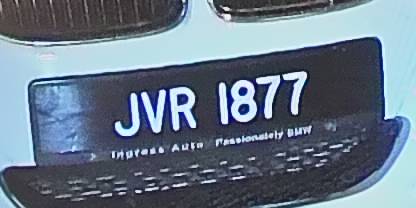 JVR 1877
Ingress Auto Passionately BMW